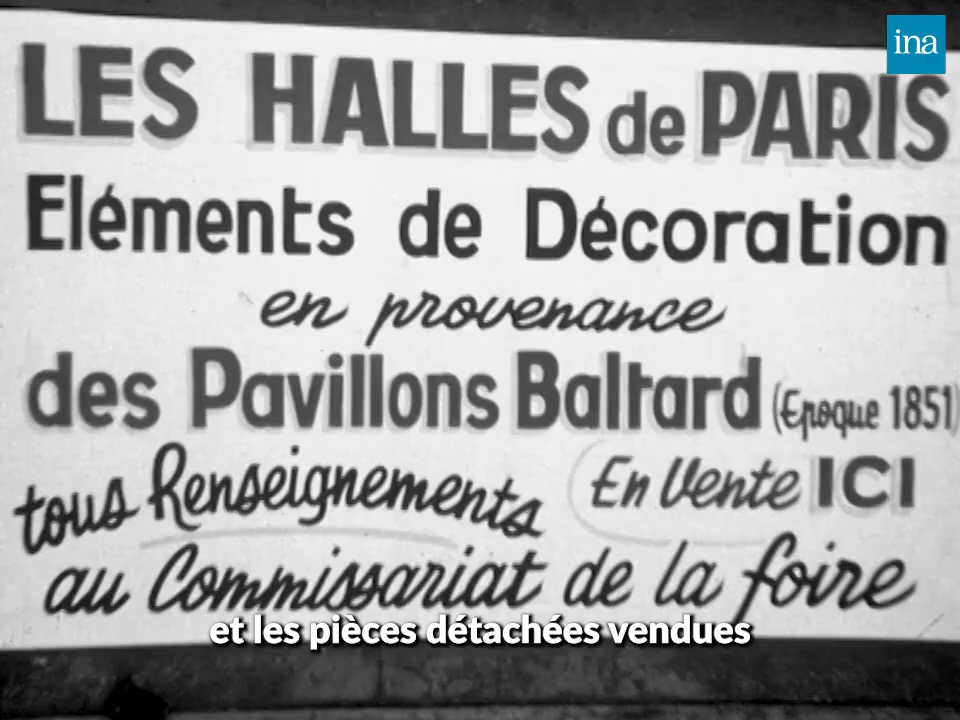 ina
LES HALLES de PARIS
Eléments de Décoration
en provenance
des Pavillons Baltard (Epoque 1851)
tous Renseignements En Vente ICI
au Commissariat de la foire
et les pièces détachées vendues